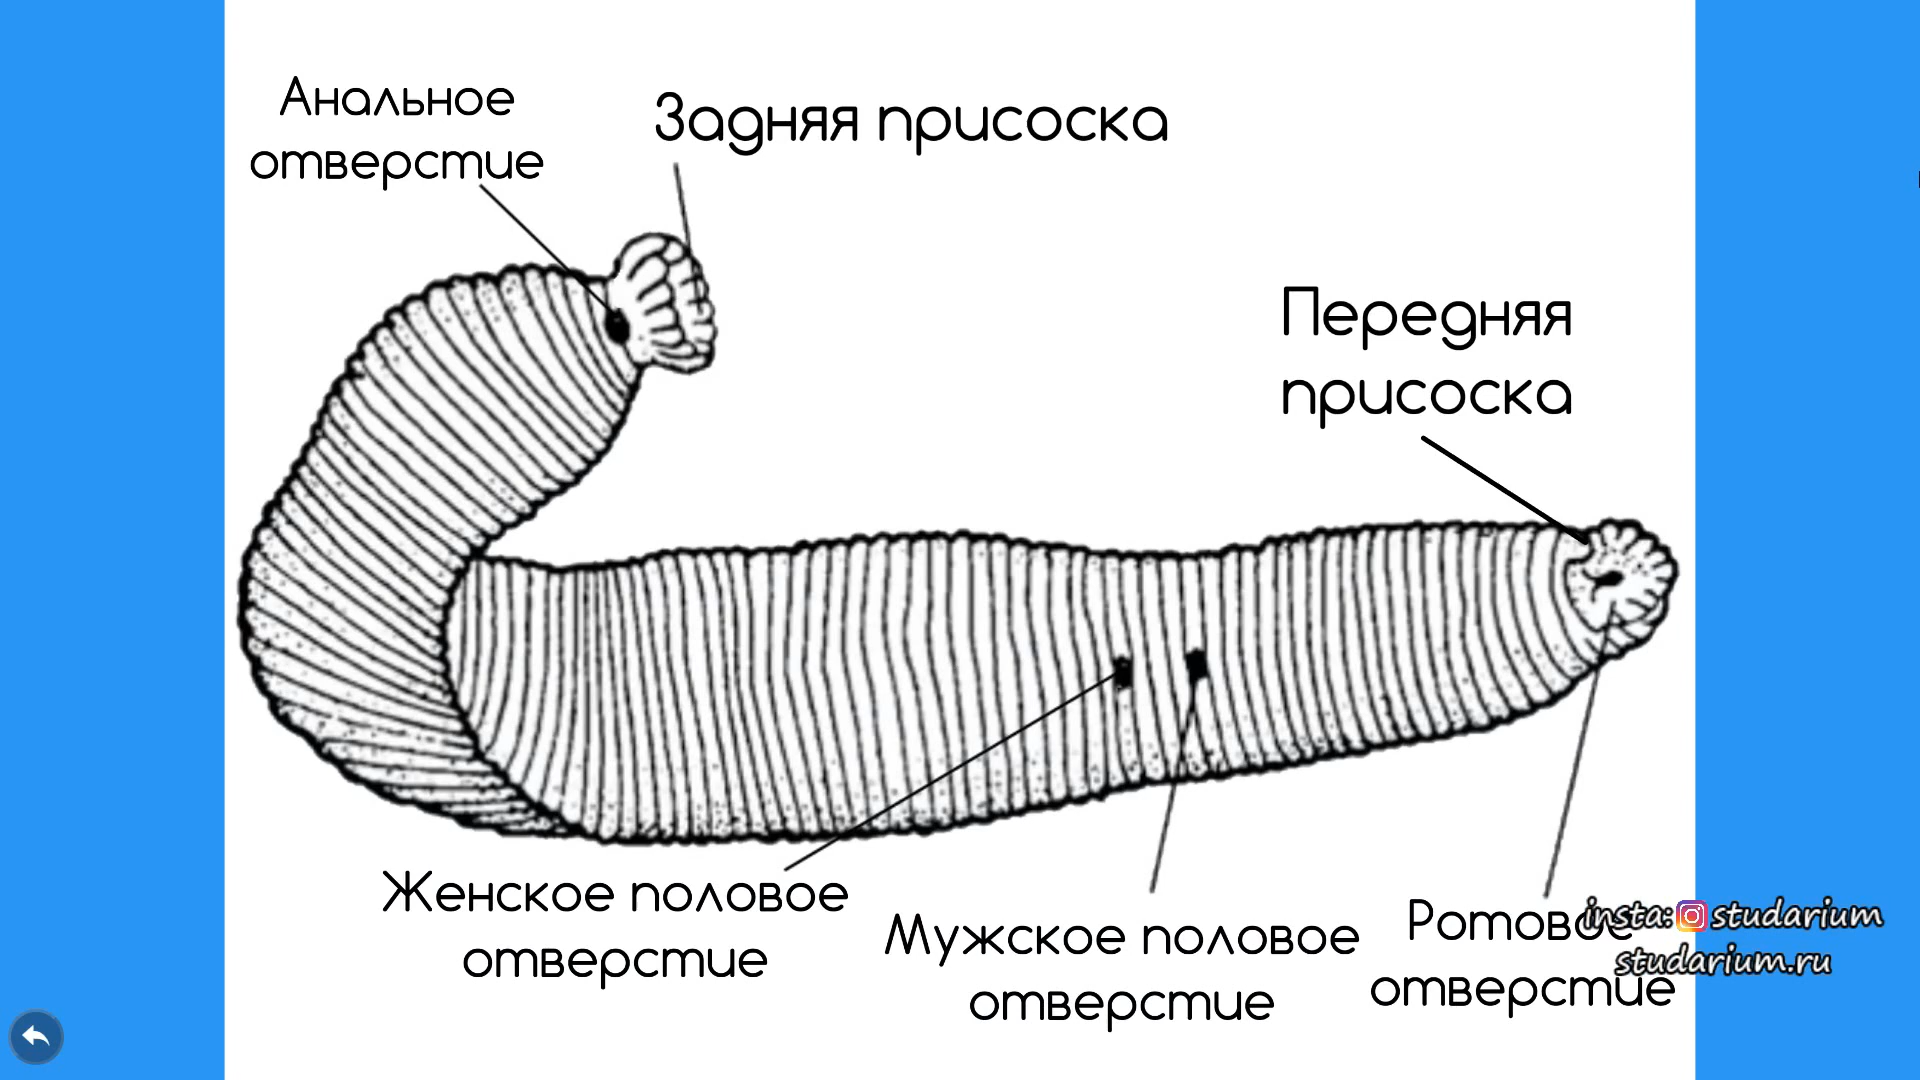 Анальное
отверстие
Задняя присоска
Передняя
присоска
Женское половое
отверстие
Мужское половое
отверстие
Ротовое
отверстие
insta: studarium
studarium.ru